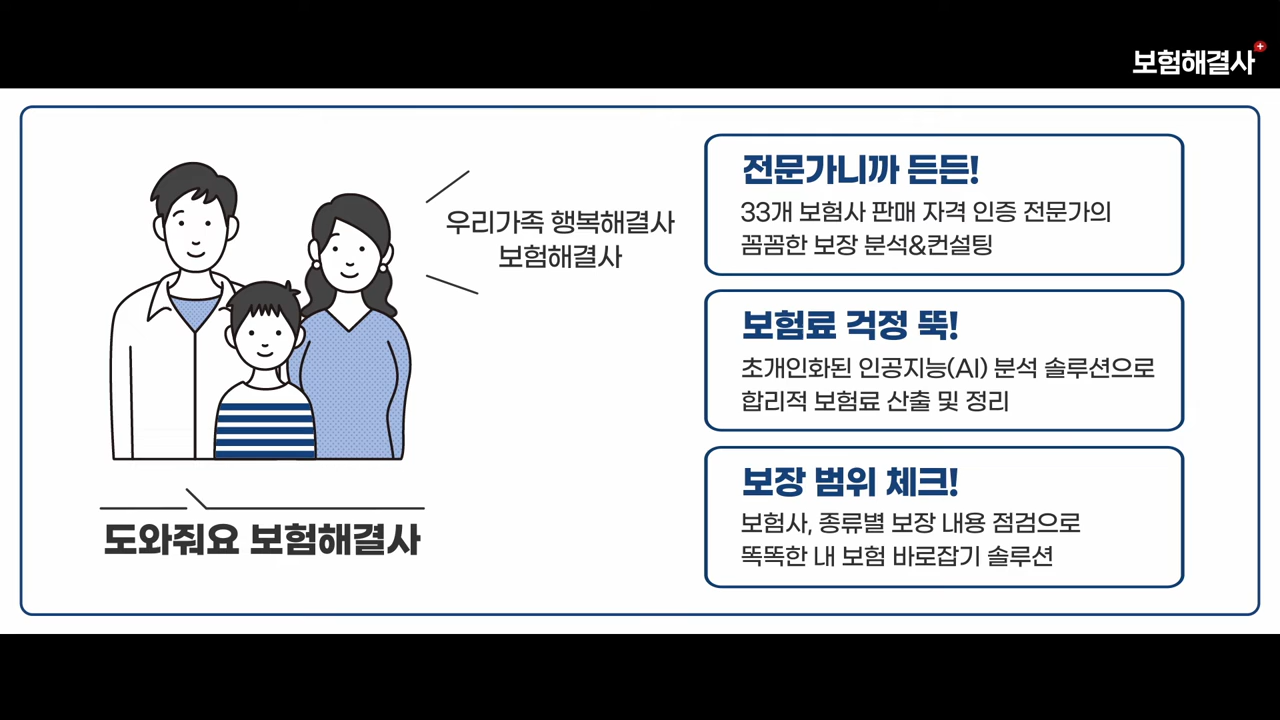 보험해결사
우리가족 행복해결사
보험해결사
도와줘요 보험해결사
전문가니까 든든!
33개 보험사 판매 자격 인증 전문가의
꼼꼼한 보장 분석&컨설팅
보험료 걱정 뚝!
초개인화된 인공지능(AI) 분석 솔루션으로
합리적 보험료 산출 및 정리
보장 범위 체크!
보험사, 종류별 보장 내용 점검으로
똑똑한 내 보험 바로잡기 솔루션